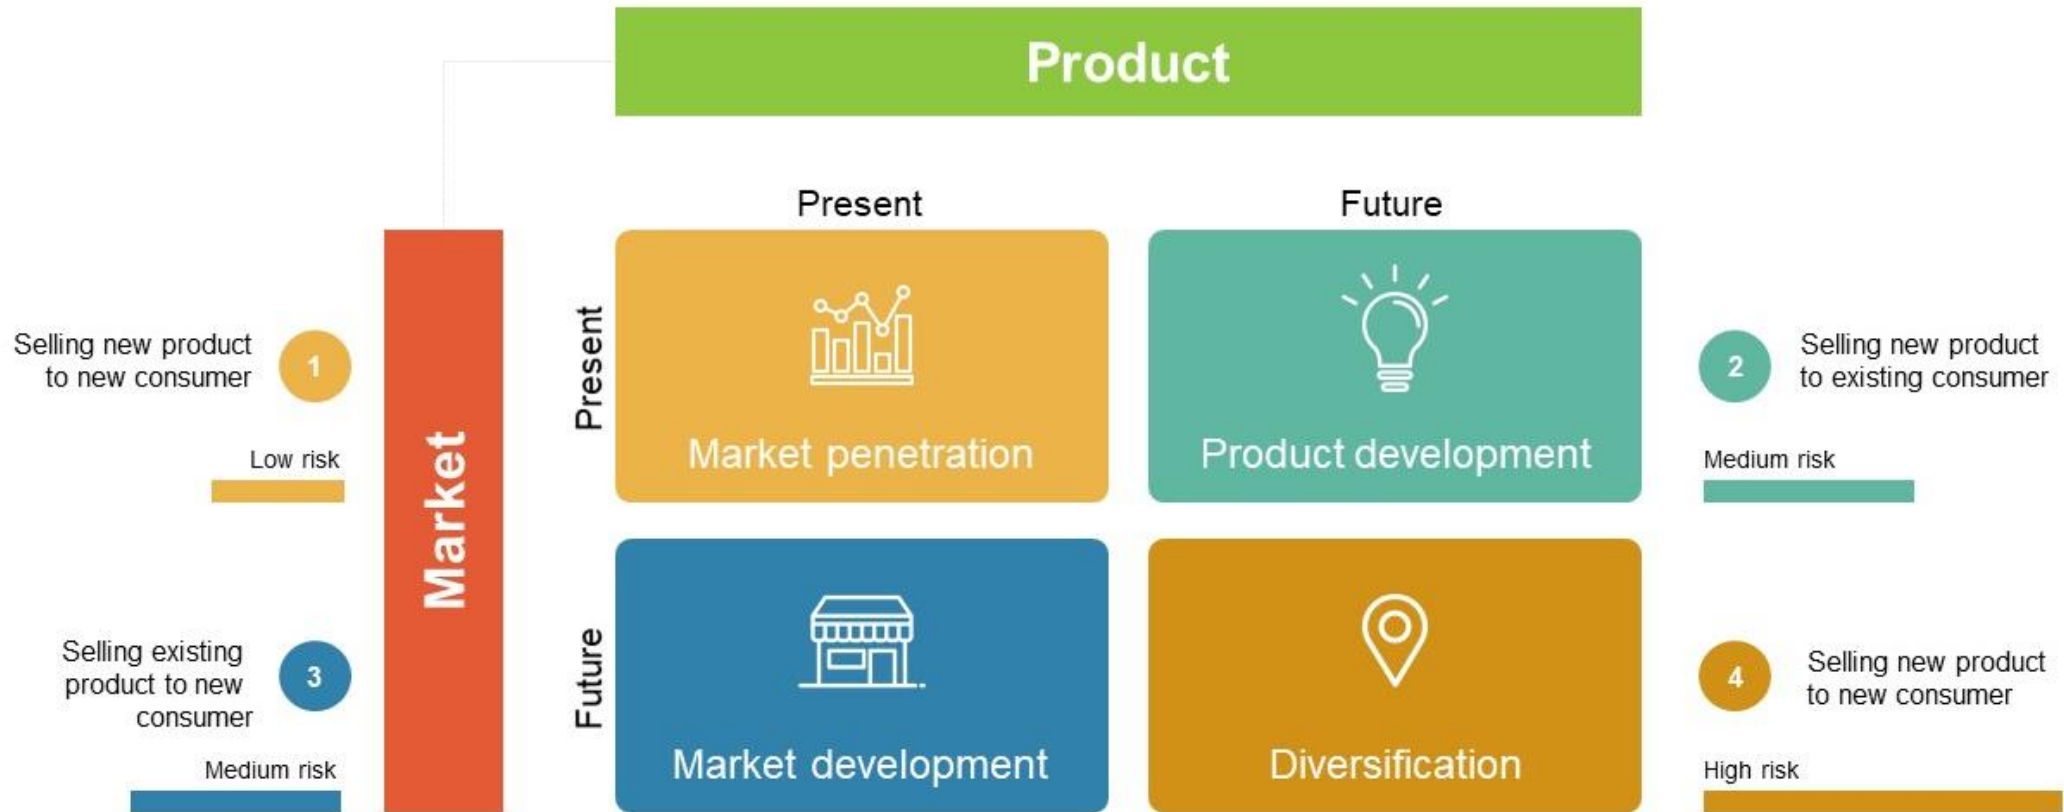 Product
Present
Future
Market
Present
Selling new product
to new consumer
1
Low risk
Market penetration
Product development
2
Selling new product
to existing consumer
Medium risk
Future
Selling existing
product to new
consumer
3
Medium risk
Market development
Diversification
4
Selling new product
to new consumer
High risk